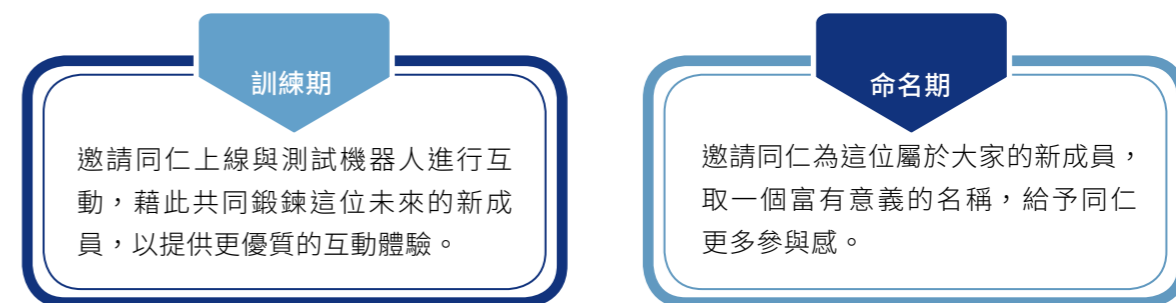 訓練期
邀請同仁上線與測試機器人進行互
動，藉此共同鍛鍊這位未來的新成
員，以提供更優質的互動體驗。
命名期
邀請同仁為這位屬於大家的新成員，
取一個富有意義的名稱，給予同仁
更多參與感。